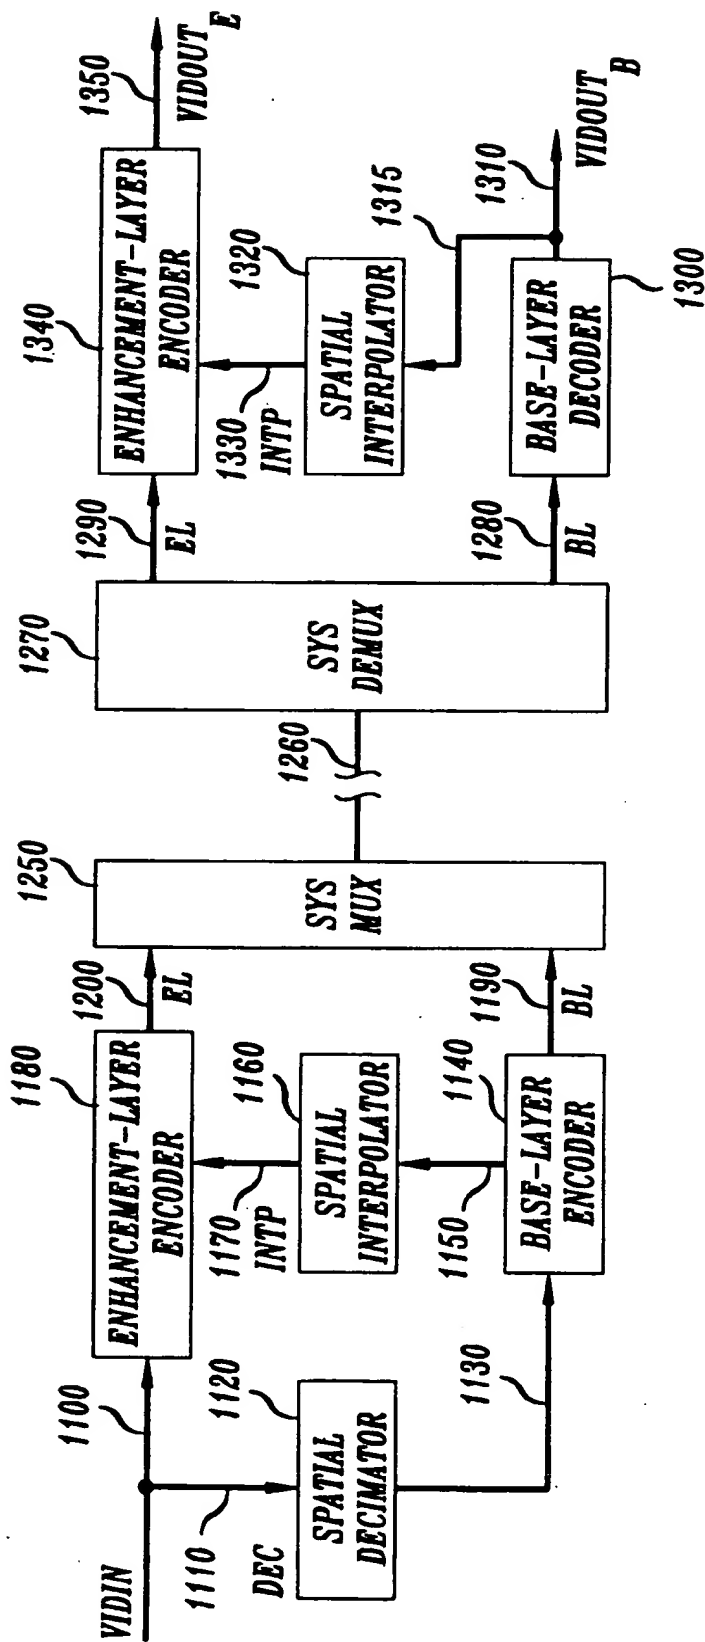 VIDIN
1100
1110
DEC
1120
SPATIAL
DECIMATOR
1130
1180
ENHANCEMENT-LAYER
ENCODER
1170
INTP
1160
SPATIAL
INTERPOLATOR
1150
1140
BASE-LAYER
ENCODER
1200
EL
1190
BL
1250
SYS
MUX
1260
1270
SYS
DEMUX
1290
EL
1280
BL
1340
ENHANCEMENT-LAYER
ENCODER
1330
INTP
1320
SPATIAL
INTERPOLATOR
1315
BASE-LAYER
DECODER
1300
1350
VIDOUT E
1310
VIDOUT B